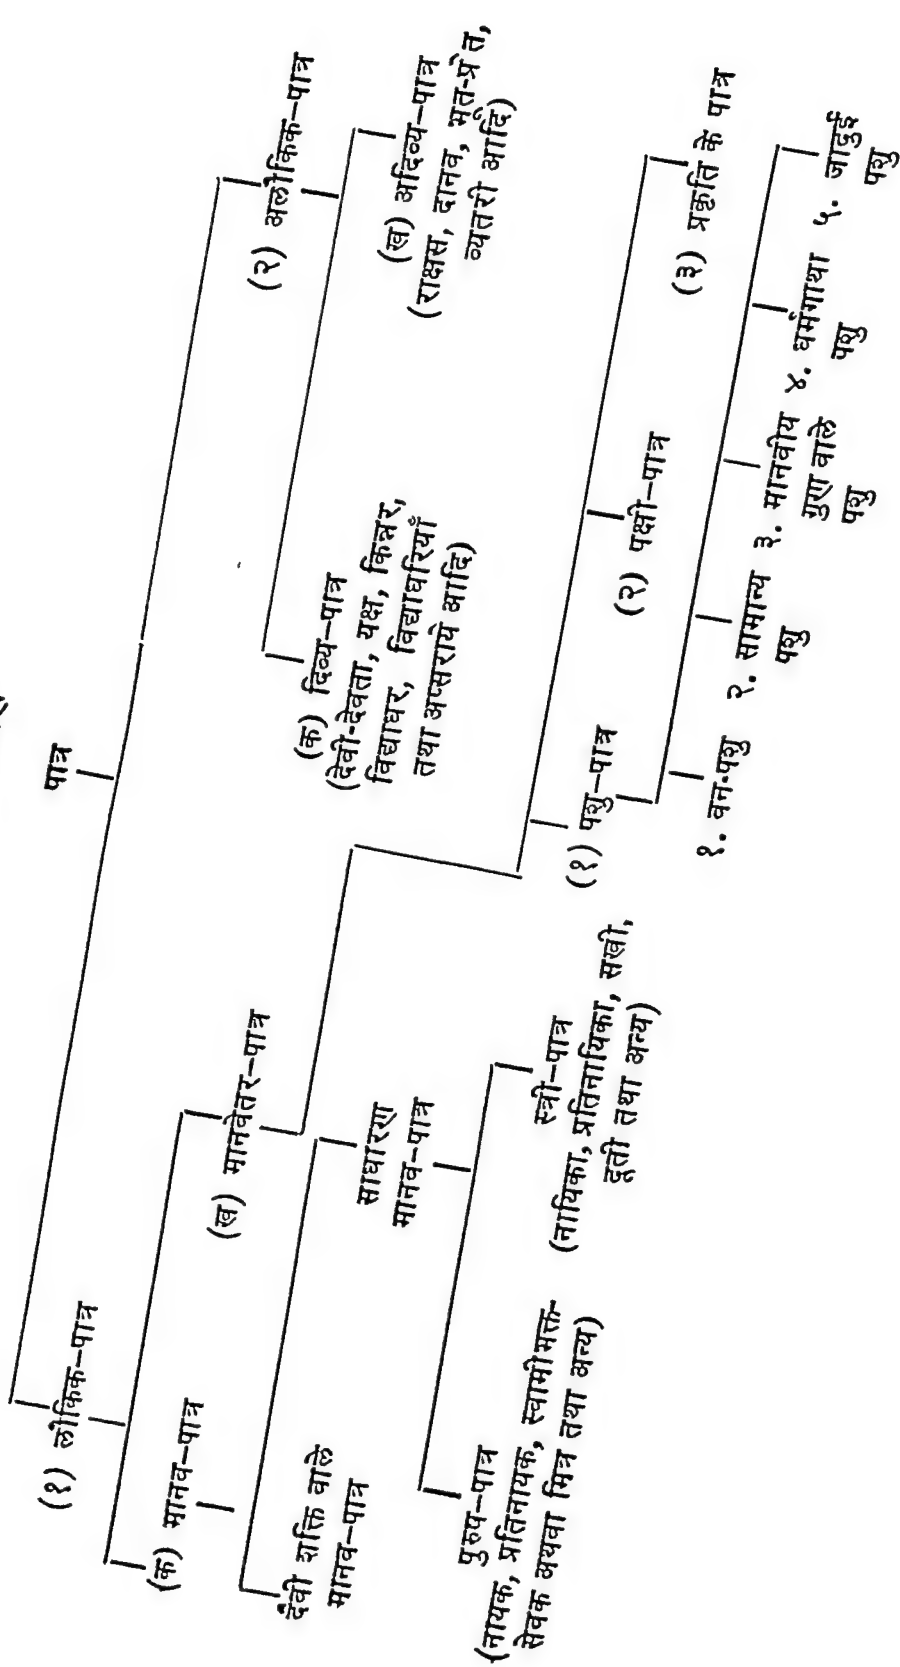 पात्र
(१) लौकिक-पात्र
(२) अलौकिक-पात्र
(क) मानव-पात्र
(ख) मानवेतर-पात्र
(क) दिव्य-पात्र
(देवी-देवता, यक्ष, किन्नर,
विद्याधर, विद्याधरियाँ
तथा अप्सरायें आदि)
(ख) अदिव्य-पात्र
(राक्षस, दानव, भूत-प्रेत,
व्यतरी आदि)
दैवी शक्ति वाले
मानव-पात्र
साधारण
मानव-पात्र
पुरुष-पात्र
(नायक, प्रतिनायक, स्वामीभक्त-
सेवक अथवा मित्र तथा अन्य)
स्त्री-पात्र
(नायिका, प्रतिनायिका, सखी,
दूती तथा अन्य)
(१) पशु-पात्र
(२) पक्षी-पात्र
(३) प्रकृति के पात्र
१. वन-पशु
२. सामान्य
पशु
३. मानवीय
गुण वाले
पशु
४. धर्मगाथा
पशु
५. जादुई
पशु